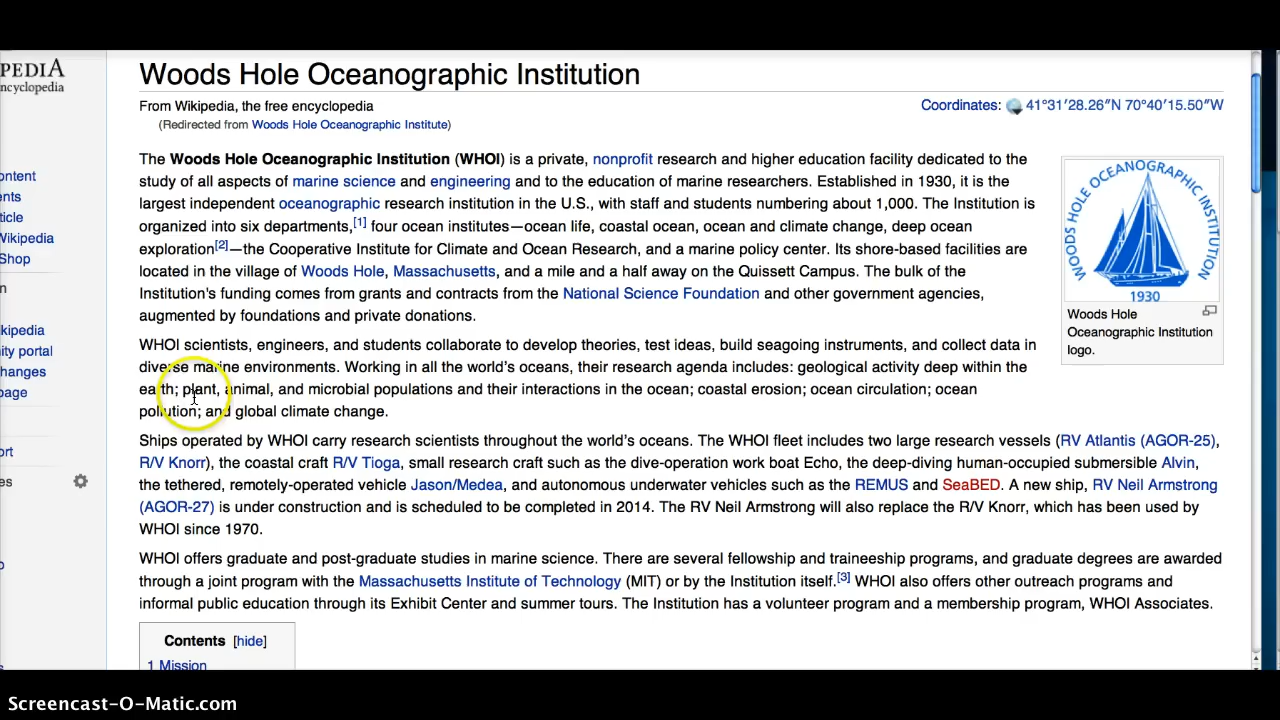 PEDIA
ncyclopedia
ontent
ents
ticle
Wikipedia
Shop
n
kipedia
ity portal
hanges
page
ort
es
Woods Hole Oceanographic Institution
From Wikipedia, the free encyclopedia
Coordinates: 41°31′28.26″N 70°40′15.50″W
(Redirected from Woods Hole Oceanographic Institute)
The Woods Hole Oceanographic Institution (WHOI) is a private, nonprofit research and higher education facility dedicated to the
study of all aspects of marine science and engineering and to the education of marine researchers. Established in 1930, it is the
largest independent oceanographic research institution in the U.S., with staff and students numbering about 1,000. The Institution is
organized into six departments,[1] four ocean institutes—ocean life, coastal ocean, ocean and climate change, deep ocean
exploration[2]—the Cooperative Institute for Climate and Ocean Research, and a marine policy center. Its shore-based facilities are
located in the village of Woods Hole, Massachusetts, and a mile and a half away on the Quissett Campus. The bulk of the
Institution's funding comes from grants and contracts from the National Science Foundation and other government agencies,
augmented by foundations and private donations.
WOODS HOLE OCEANOGRAPHIC INSTITUTION
1930
Woods Hole
Oceanographic Institution
logo.
WHOI scientists, engineers, and students collaborate to develop theories, test ideas, build seagoing instruments, and collect data in
diverse marine environments. Working in all the world's oceans, their research agenda includes: geological activity deep within the
earth; plant, animal, and microbial populations and their interactions in the ocean; coastal erosion; ocean circulation; ocean
pollution; and global climate change.
Ships operated by WHOI carry research scientists throughout the world's oceans. The WHOI fleet includes two large research vessels (RV Atlantis (AGOR-25),
R/V Knorr), the coastal craft R/V Tioga, small research craft such as the dive-operation work boat Echo, the deep-diving human-occupied submersible Alvin,
the tethered, remotely-operated vehicle Jason/Medea, and autonomous underwater vehicles such as the REMUS and SeaBED. A new ship, RV Neil Armstrong
(AGOR-27) is under construction and is scheduled to be completed in 2014. The RV Neil Armstrong will also replace the R/V Knorr, which has been used by
WHOI since 1970.
WHOI offers graduate and post-graduate studies in marine science. There are several fellowship and traineeship programs, and graduate degrees are awarded
through a joint program with the Massachusetts Institute of Technology (MIT) or by the Institution itself.[3] WHOI also offers other outreach programs and
informal public education through its Exhibit Center and summer tours. The Institution has a volunteer program and a membership program, WHOI Associates.
Contents [hide]
1 Mission
Screencast-O-Matic.com